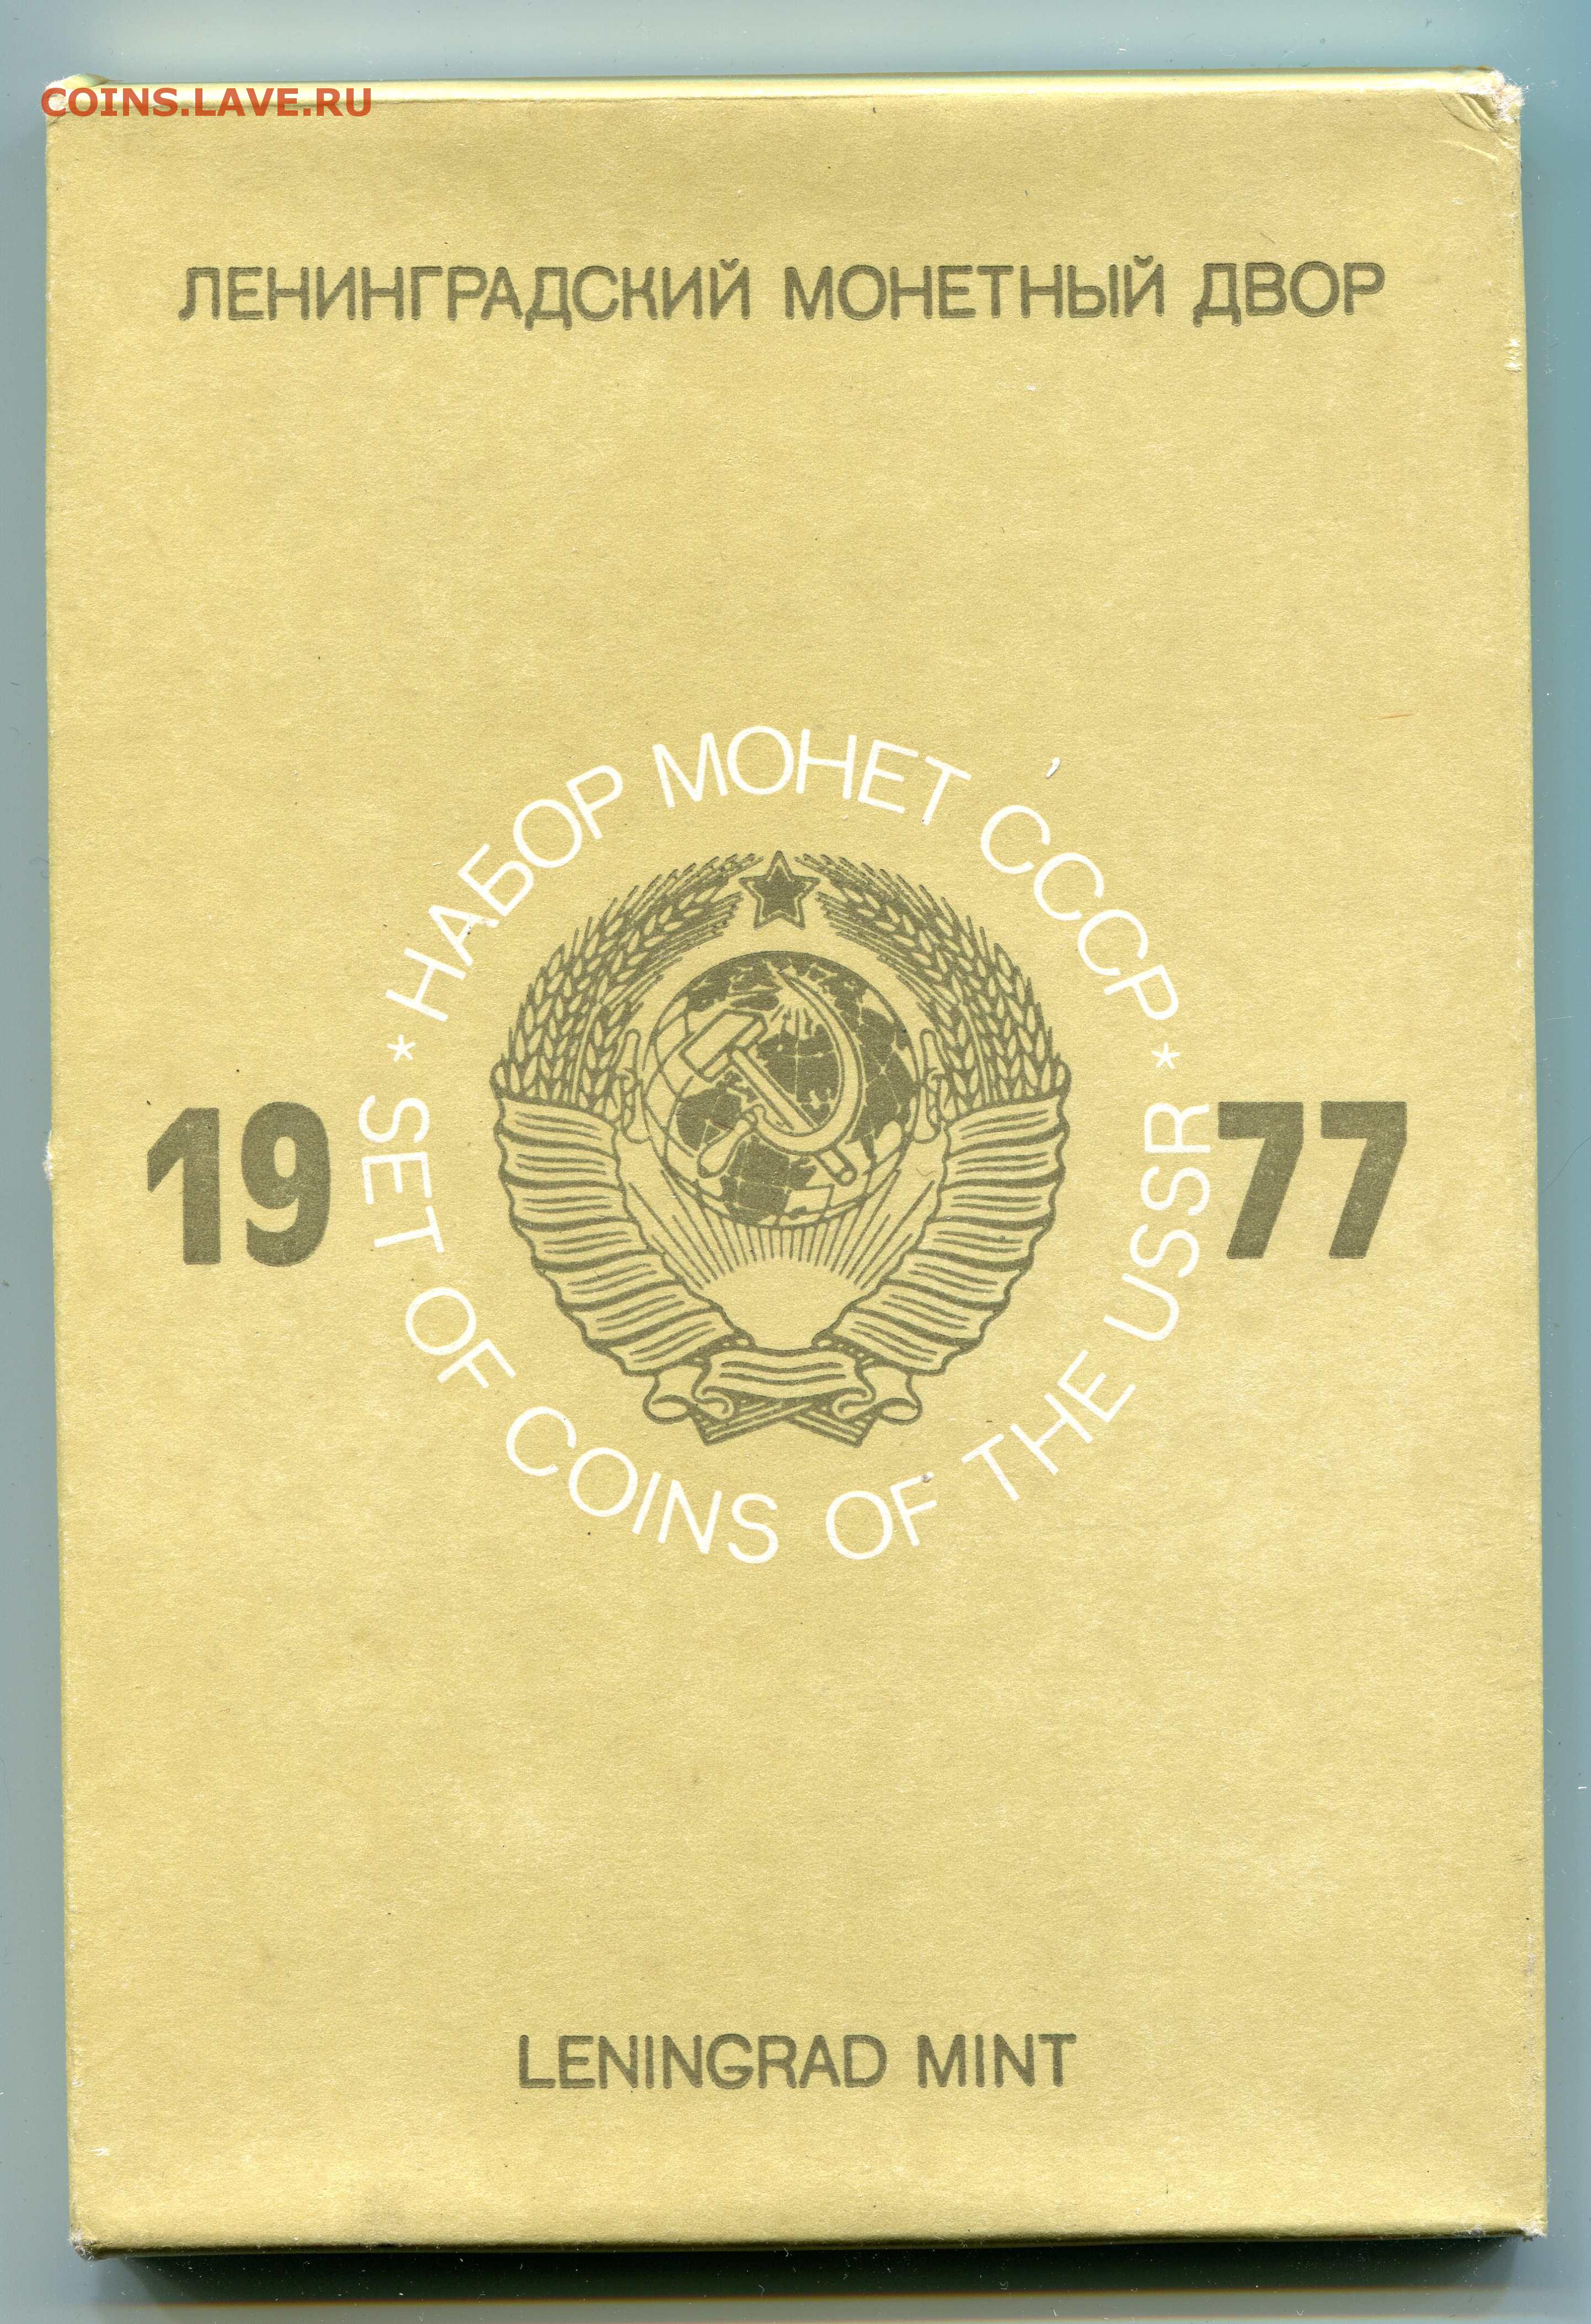 COINS.LAVE.RU
ЛЕНИНГРАДСКИЙ МОНЕТНЫЙ ДВОР
* НАБОР МОНЕТ СССР *
19
77
SET OF COINS OF THE USSR
LENINGRAD MINT